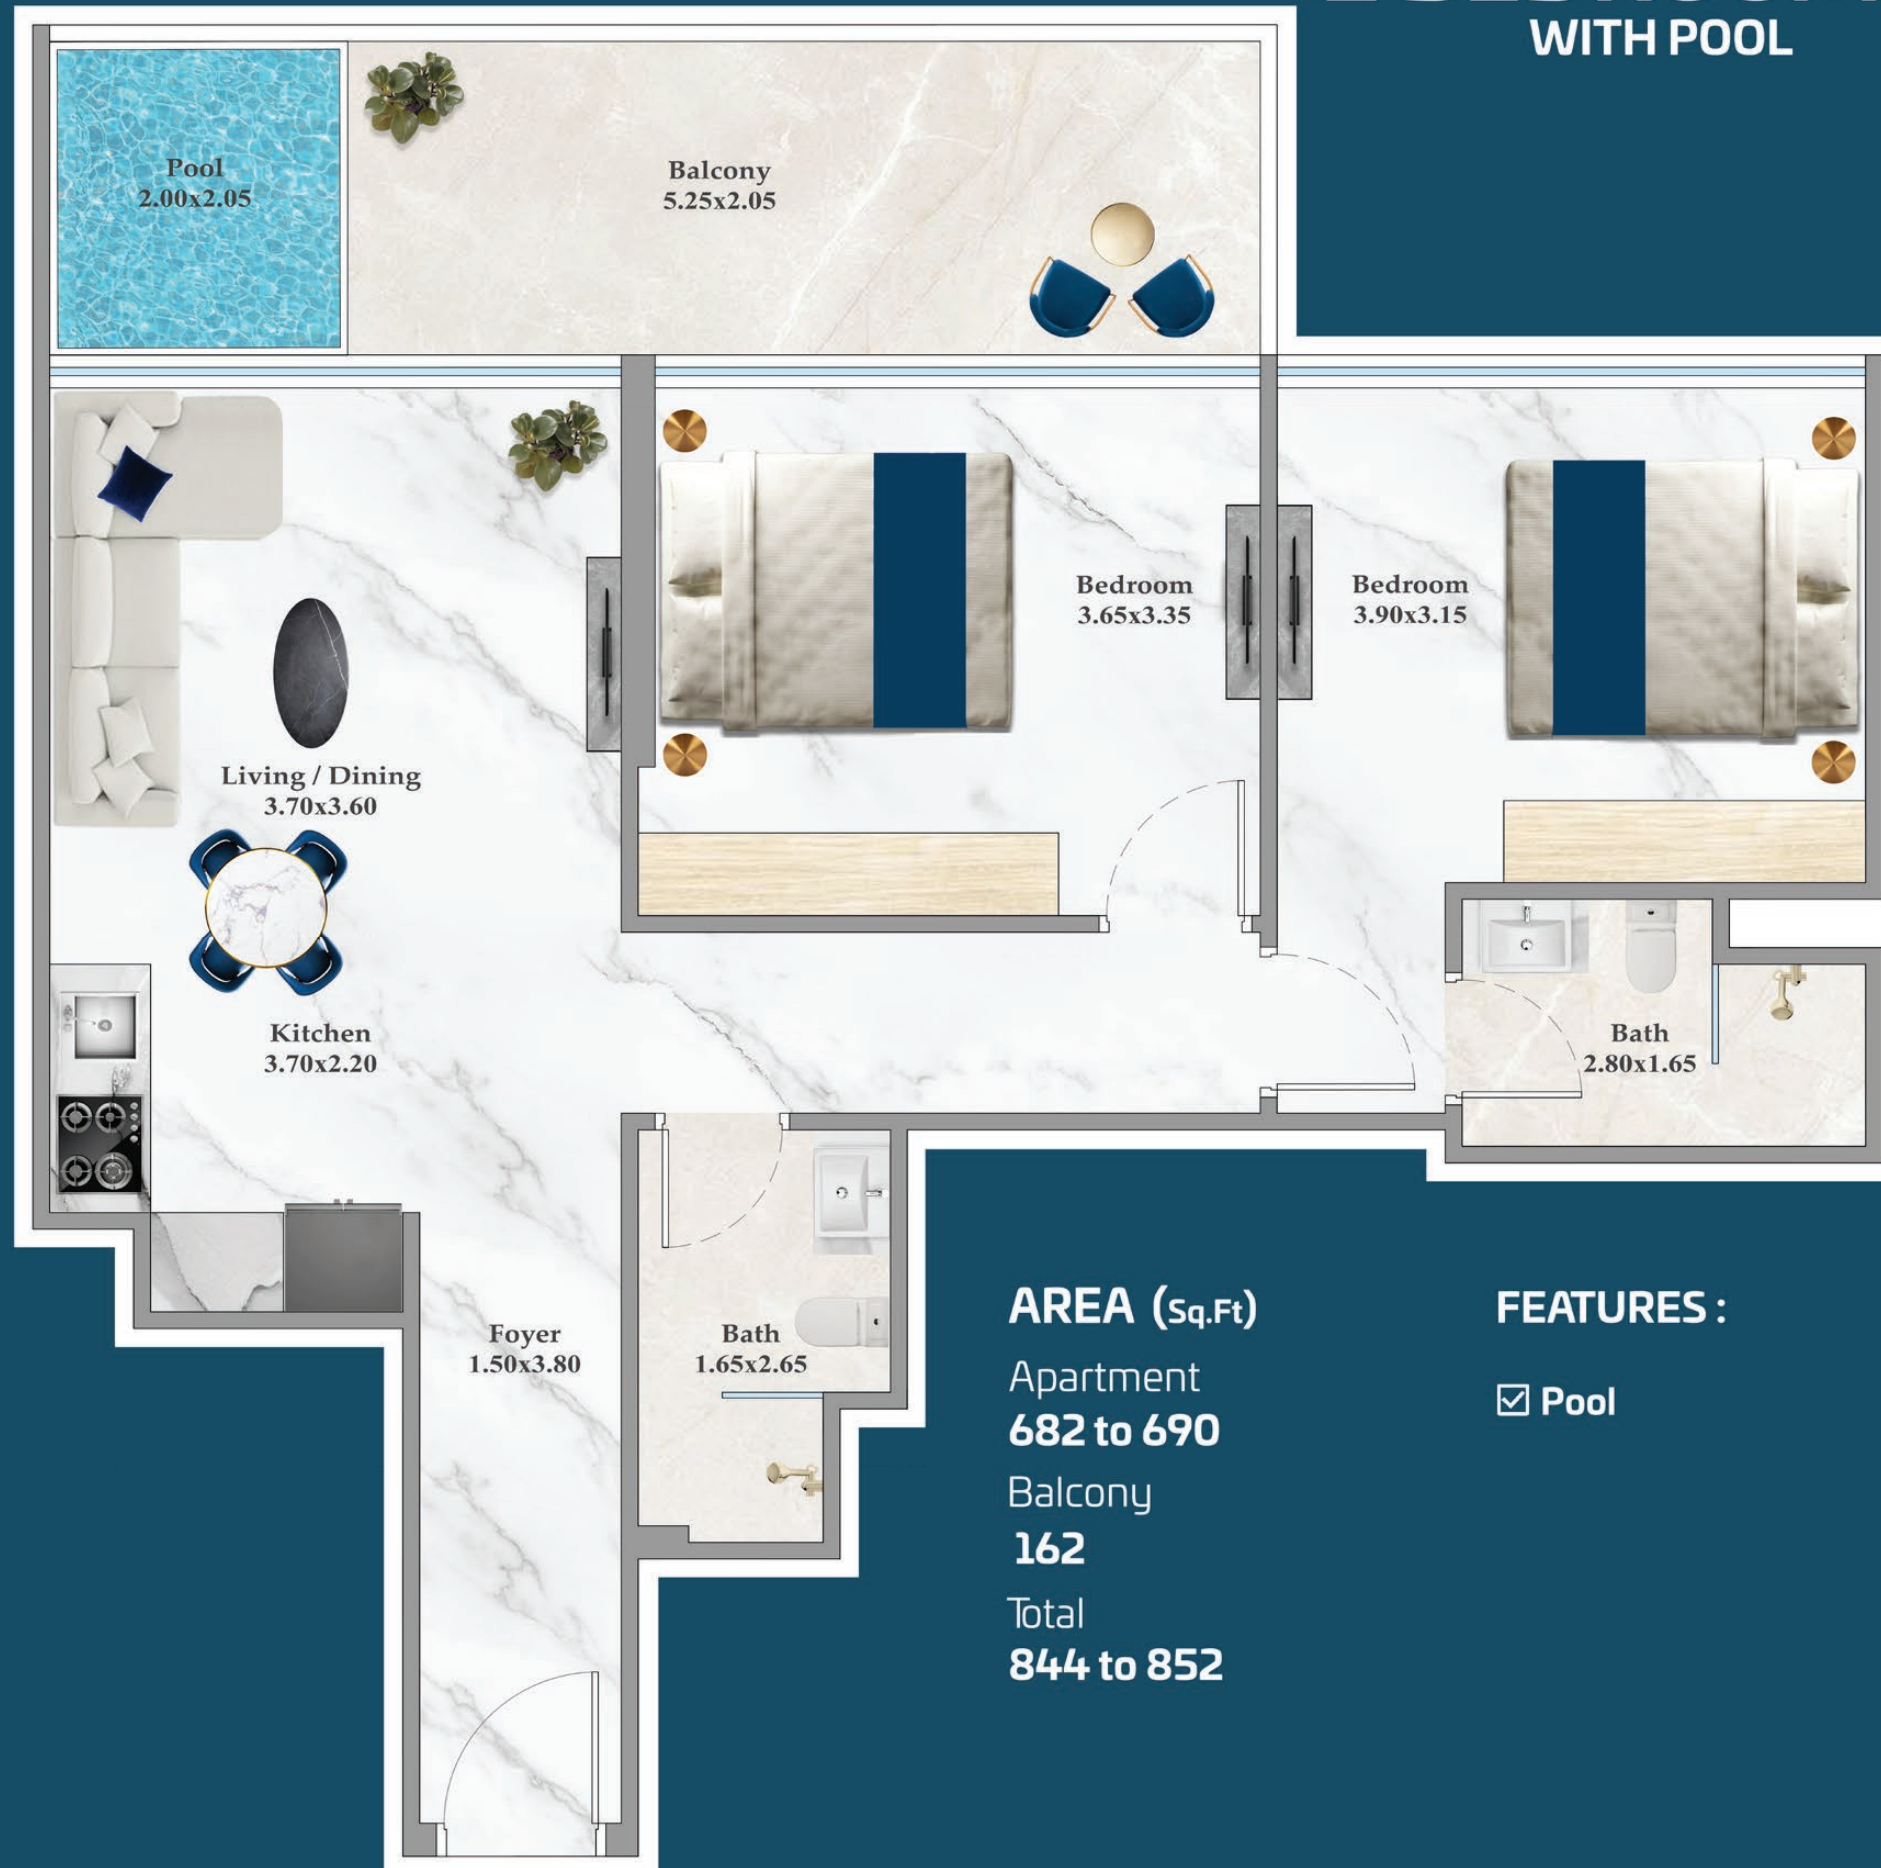 WITH POOL
Pool
2.00x2.05
Balcony
5.25x2.05
Bedroom
3.65x3.35
Bedroom
3.90x3.15
Living / Dining
3.70x3.60
Kitchen
3.70x2.20
Bath
2.80x1.65
Foyer
1.50x3.80
Bath
1.65x2.65
AREA (Sq.Ft)
Apartment
682 to 690
Balcony
162
Total
844 to 852
FEATURES :
☑ Pool